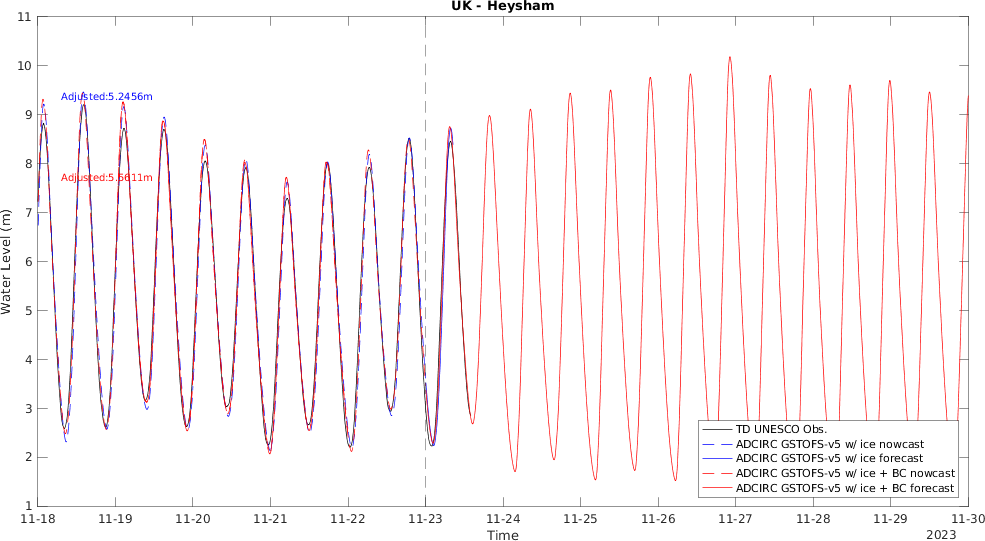 UK - Heysham
11
10
9
8
7
6
5
4
3
2
1
Water Level (m)
Adjusted:5.2456m
Adjusted:5.6611m
TD UNESCO Obs.
ADCIRC GSTOFS-v5 w/ ice nowcast
ADCIRC GSTOFS-v5 w/ ice forecast
ADCIRC GSTOFS-v5 w/ ice + BC nowcast
ADCIRC GSTOFS-v5 w/ ice + BC forecast
11-18 11-19 11-20 11-21 11-22 11-23 11-24 11-25 11-26 11-27 11-28 11-29 11-30
Time
2023